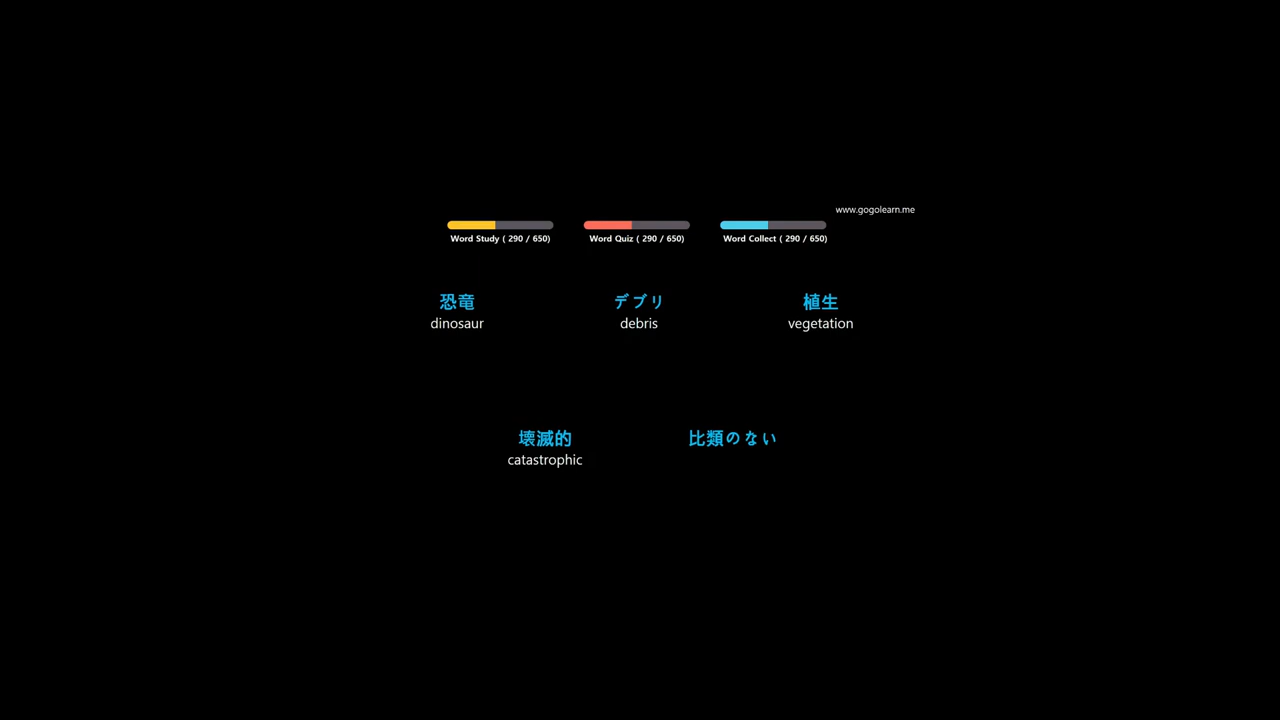 www.gogolearn.me
Word Study ( 290 / 650)
Word Quiz ( 290 / 650)
Word Collect ( 290 / 650)
恐竜
dinosaur
デブリ
debris
植生
vegetation
壊滅的
catastrophic
比類のない